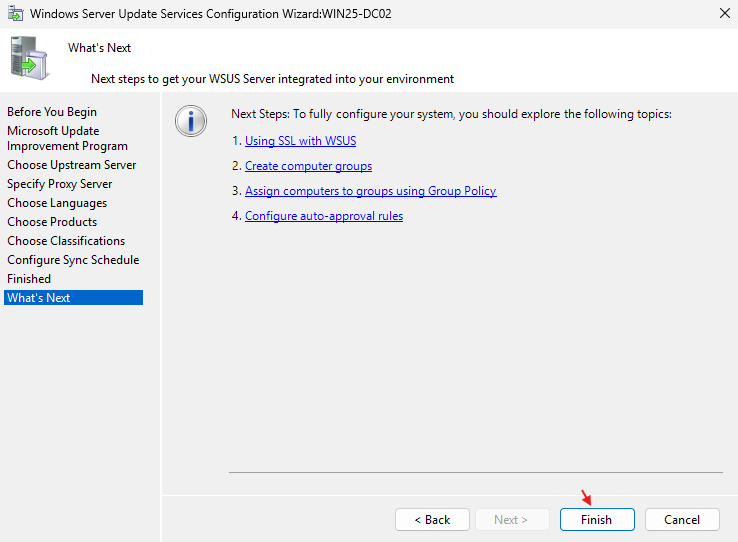 Windows Server Update Services Configuration Wizard:WIN25-DC02
What's Next
Next steps to get your WSUS Server integrated into your environment
Before You Begin
Microsoft Update
Improvement Program
Choose Upstream Server
Specify Proxy Server
Choose Languages
Choose Products
Choose Classifications
Configure Sync Schedule
Finished
What's Next
Next Steps: To fully configure your system, you should explore the following topics:
1. Using SSL with WSUS
2. Create computer groups
3. Assign computers to groups using Group Policy
4. Configure auto-approval rules
< Back
Next >
Finish
Cancel